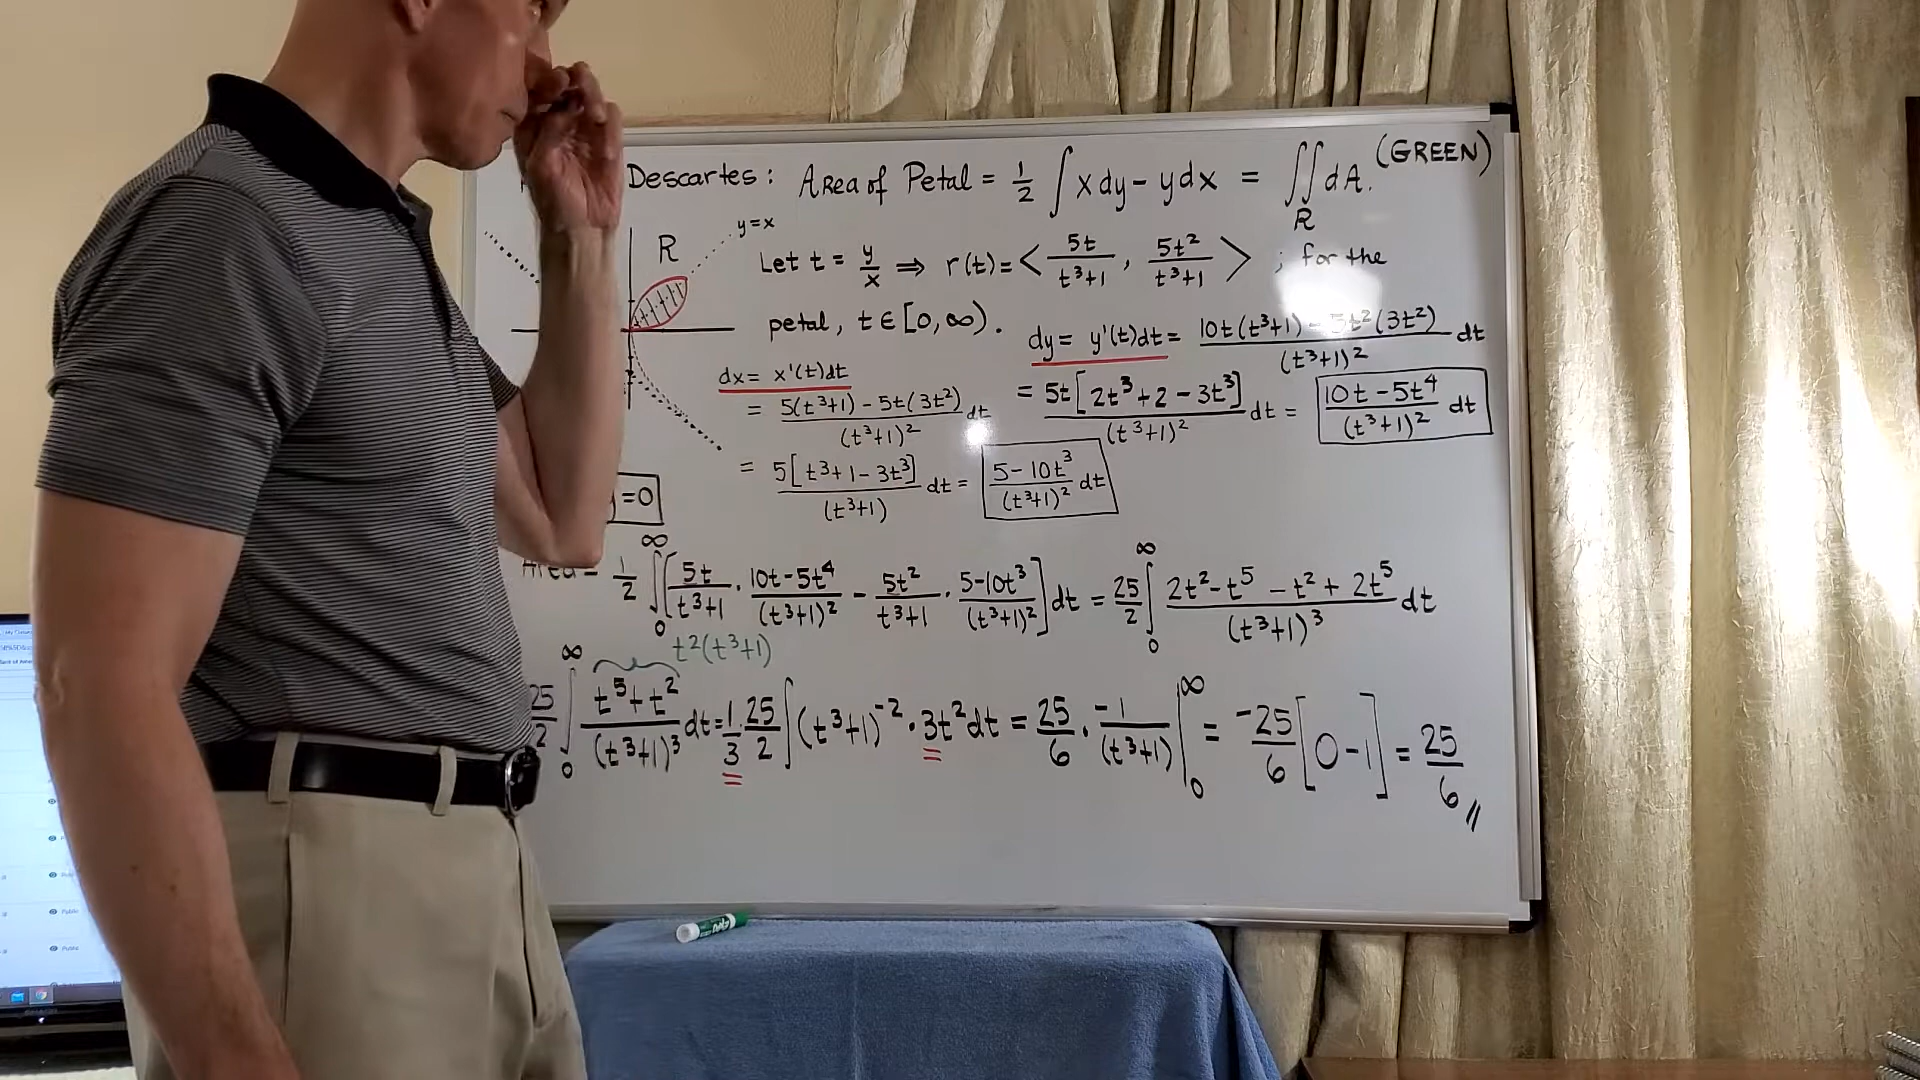 Descartes: Area of Petal = 1/2 ∫ x dy - y dx = ∬_R dA. (GREEN)
y=x
R
Let t = y/x ⟹ r(t) = < 5t/(t³+1) , 5t²/(t³+1) > ; for the
petal, t ∈ [0, ∞).
dy = y'(t)dt = (10t(t³+1) - 5t²(3t²))/(t³+1)² dt
= 5t[2t³+2-3t³]/(t³+1)² dt = (10t-5t⁴)/(t³+1)² dt
dx = x'(t)dt
= (5(t³+1) - 5t(3t²))/(t³+1)² dt
= 5[t³+1-3t³]/(t³+1) dt = (5-10t³)/(t³+1)² dt
=0
Area = 1/2 ∫₀^∞ [5t/(t³+1) · (10t-5t⁴)/(t³+1)² - 5t²/(t³+1) · (5-10t³)/(t³+1)²] dt = 25/2 ∫₀^∞ (2t²-t⁵-t²+2t⁵)/(t³+1)³ dt
t²(t³+1)
25/2 ∫₀^∞ (t⁵+t²)/(t³+1)³ dt = 1/3 · 25/2 ∫ (t³+1)⁻² · 3t² dt = 25/6 · -1/(t³+1) |₀^∞ = -25/6 [0-1] = 25/6 //